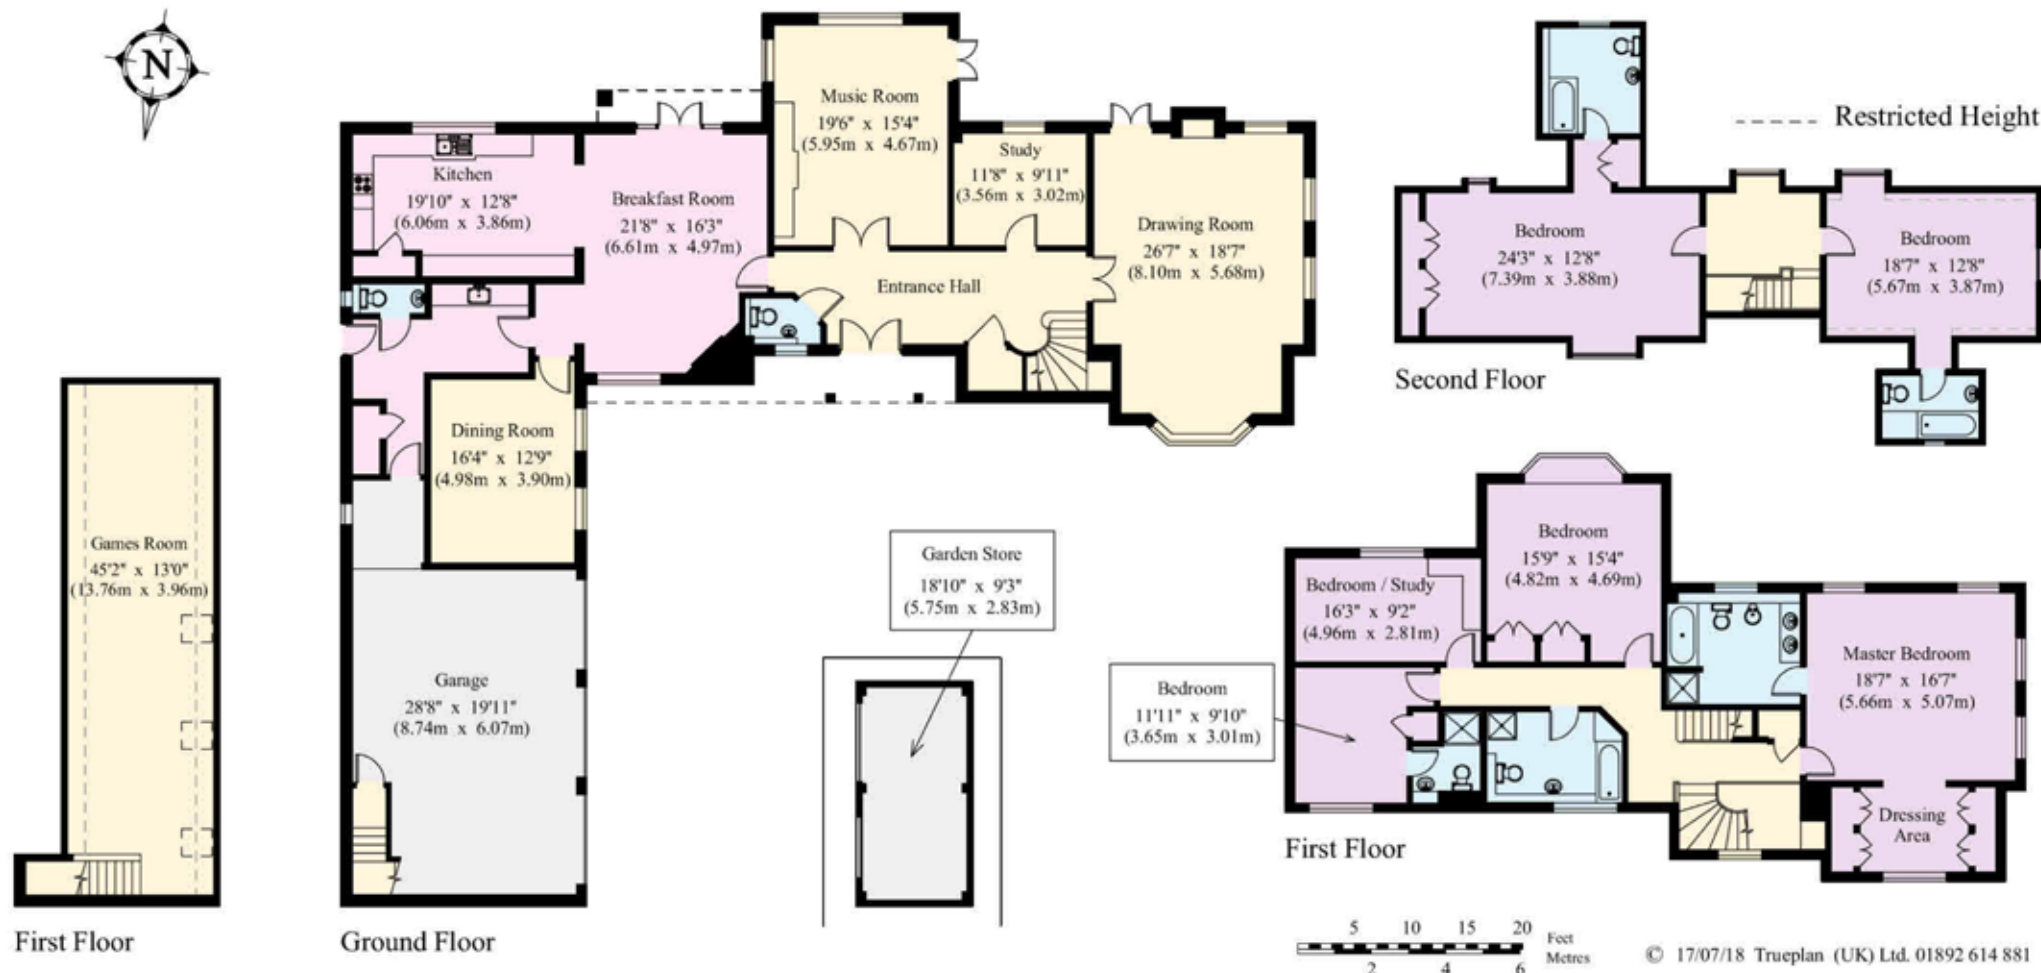 N
Music Room
19'6" x 15'4"
(5.95m x 4.67m)
Restricted Height
Kitchen
19'10" x 12'8"
(6.06m x 3.86m)
Breakfast Room
21'8" x 16'3"
(6.61m x 4.97m)
Study
11'8" x 9'11"
(3.56m x 3.02m)
Drawing Room
26'7" x 18'7"
(8.10m x 5.68m)
Entrance Hall
Bedroom
24'3" x 12'8"
(7.39m x 3.88m)
Bedroom
18'7" x 12'8"
(5.67m x 3.87m)
Second Floor
Dining Room
16'4" x 12'9"
(4.98m x 3.90m)
Games Room
45'2" x 13'0"
(13.76m x 3.96m)
Garden Store
18'10" x 9'3"
(5.75m x 2.83m)
Garage
28'8" x 19'11"
(8.74m x 6.07m)
Bedroom
15'9" x 15'4"
(4.82m x 4.69m)
Bedroom / Study
16'3" x 9'2"
(4.96m x 2.81m)
Bedroom
11'11" x 9'10"
(3.65m x 3.01m)
Master Bedroom
18'7" x 16'7"
(5.66m x 5.07m)
Dressing
Area
First Floor
First Floor
Ground Floor
5 10 15 20 Feet
2 4 6 Metres
© 17/07/18 Trueplan (UK) Ltd. 01892 614 881